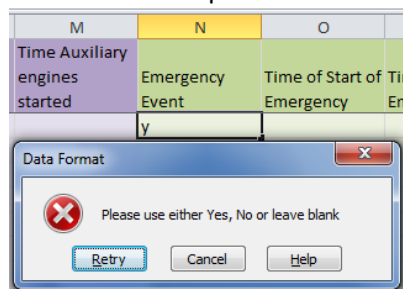 M N O
Time Auxiliary
engines Emergency Time of Start of
started Event Emergency
y
Data Format
Please use either Yes, No or leave blank
Retry Cancel Help